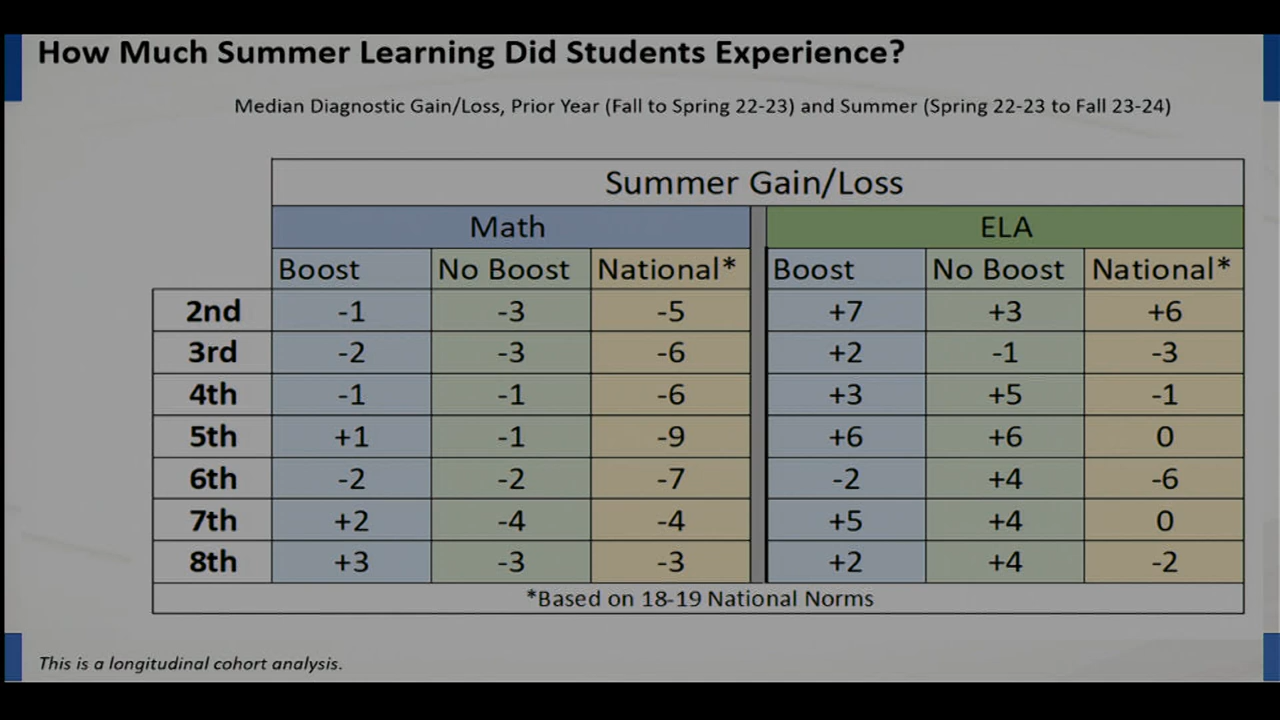 How Much Summer Learning Did Students Experience?
Median Diagnostic Gain/Loss, Prior Year (Fall to Spring 22-23) and Summer (Spring 22-23 to Fall 23-24)
Summer Gain/Loss
Math ELA
Boost No Boost National* Boost No Boost National*
2nd -1 -3 -5 +7 +3 +6
3rd -2 -3 -6 +2 -1 -3
4th -1 -1 -6 +3 +5 -1
5th +1 -1 -9 +6 +6 0
6th -2 -2 -7 -2 +4 -6
7th +2 -4 -4 +5 +4 0
8th +3 -3 -3 +2 +4 -2
*Based on 18-19 National Norms
This is a longitudinal cohort analysis.